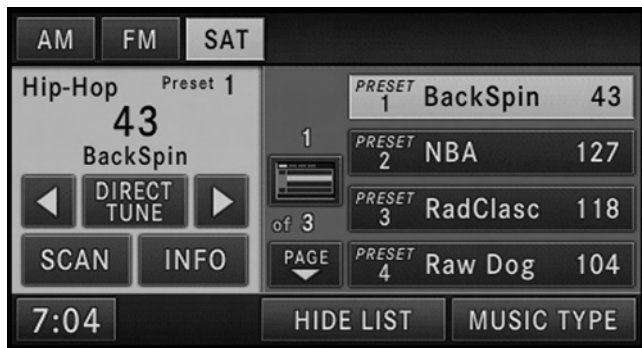 AM FM SAT
Hip-Hop Preset 1
43
BackSpin
DIRECT
TUNE
SCAN INFO
1
of 3
PAGE
PRESET
1 BackSpin 43
PRESET
2 NBA 127
PRESET
3 RadClasc 118
PRESET
4 Raw Dog 104
7:04 HIDE LIST MUSIC TYPE